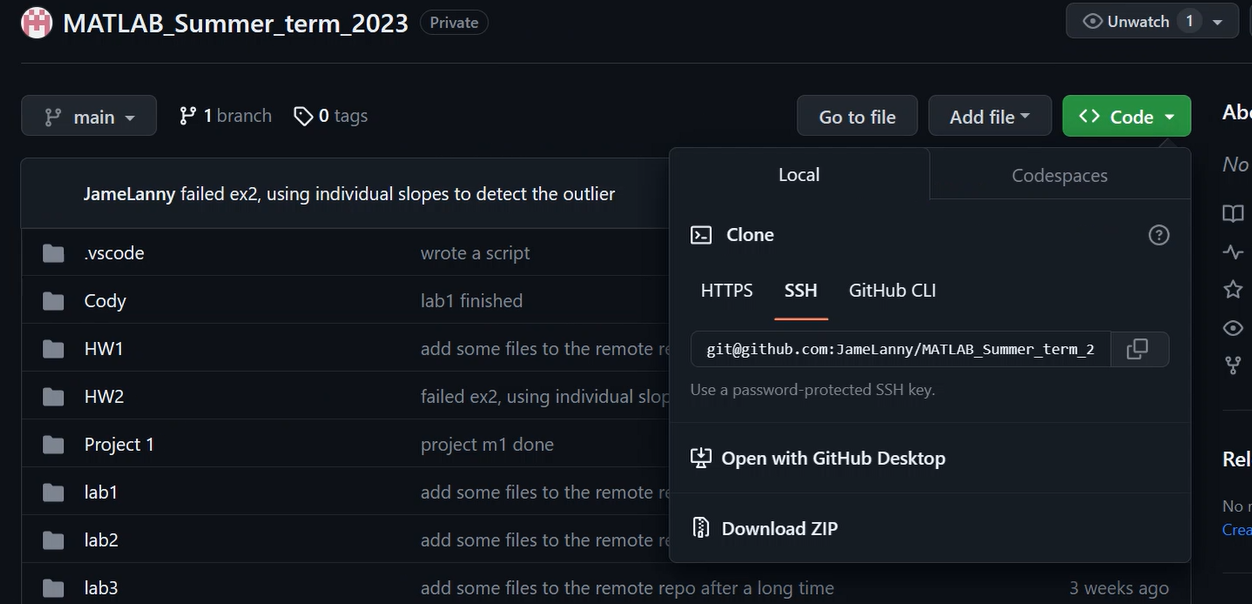 MATLAB_Summer_term_2023 Private Unwatch 1
main 1 branch 0 tags Go to file Add file Code
JameLanny failed ex2, using individual slopes to detect the outlier
.vscode wrote a script
Cody lab1 finished
HW1 add some files to the remote re
HW2 failed ex2, using individual slop
Project 1 project m1 done
lab1 add some files to the remote re
lab2 add some files to the remote re
lab3 add some files to the remote repo after a long time 3 weeks ago
Local Codespaces
Clone
HTTPS SSH GitHub CLI
git@github.com:JameLanny/MATLAB_Summer_term_2
Use a password-protected SSH key.
Open with GitHub Desktop
Download ZIP
Abo
No
Rel
No r
Crea